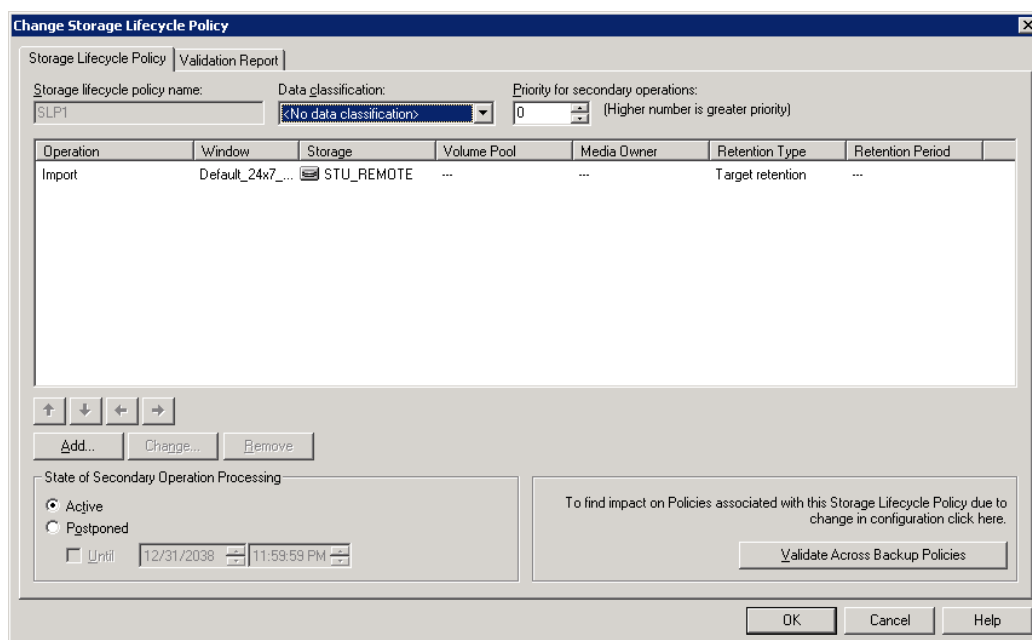 Change Storage Lifecycle Policy
Storage Lifecycle Policy Validation Report
Storage lifecycle policy name: Data classification: Priority for secondary operations:
SLP1 <No data classification> 0 (Higher number is greater priority)
Operation Window Storage Volume Pool Media Owner Retention Type Retention Period
Import Default_24x7_... STU_REMOTE --- --- Target retention ---
Add... Change... Remove
State of Secondary Operation Processing
Active
Postponed
Until 12/31/2038 11:59:59 PM
To find impact on Policies associated with this Storage Lifecycle Policy due to
change in configuration click here.
Validate Across Backup Policies
OK Cancel Help